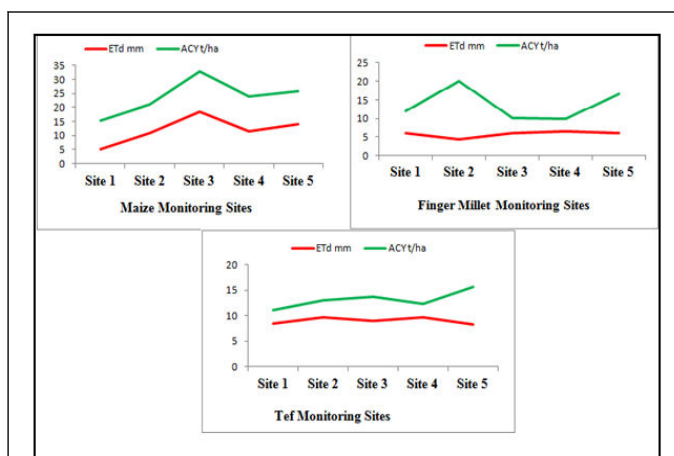 ETd mm ACY t/ha
35
30
25
20
15
10
5
0
Site 1 Site 2 Site 3 Site 4 Site 5
Maize Monitoring Sites
ETd mm ACY t/ha
25
20
15
10
5
0
Site 1 Site 2 Site 3 Site 4 Site 5
Finger Millet Monitoring Sites
ETd mm ACY t/ha
20
15
10
5
0
Site 1 Site 2 Site 3 Site 4 Site 5
Tef Monitoring Sites